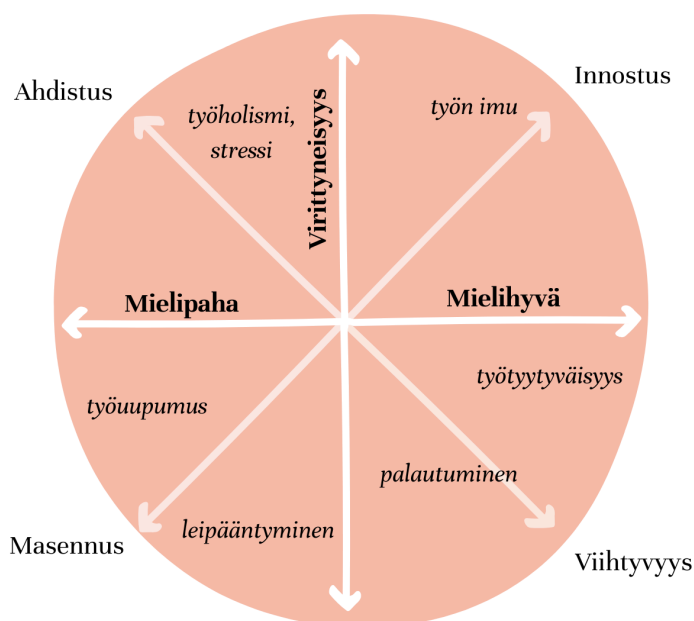 Ahdistus
Innostus
työholismi,
stressi
Virittyneisyys
työn imu
Mielipaha
Mielihyvä
työuupumus
työtyytyväisyys
palautuminen
leipääntyminen
Masennus
Viihtyvyys